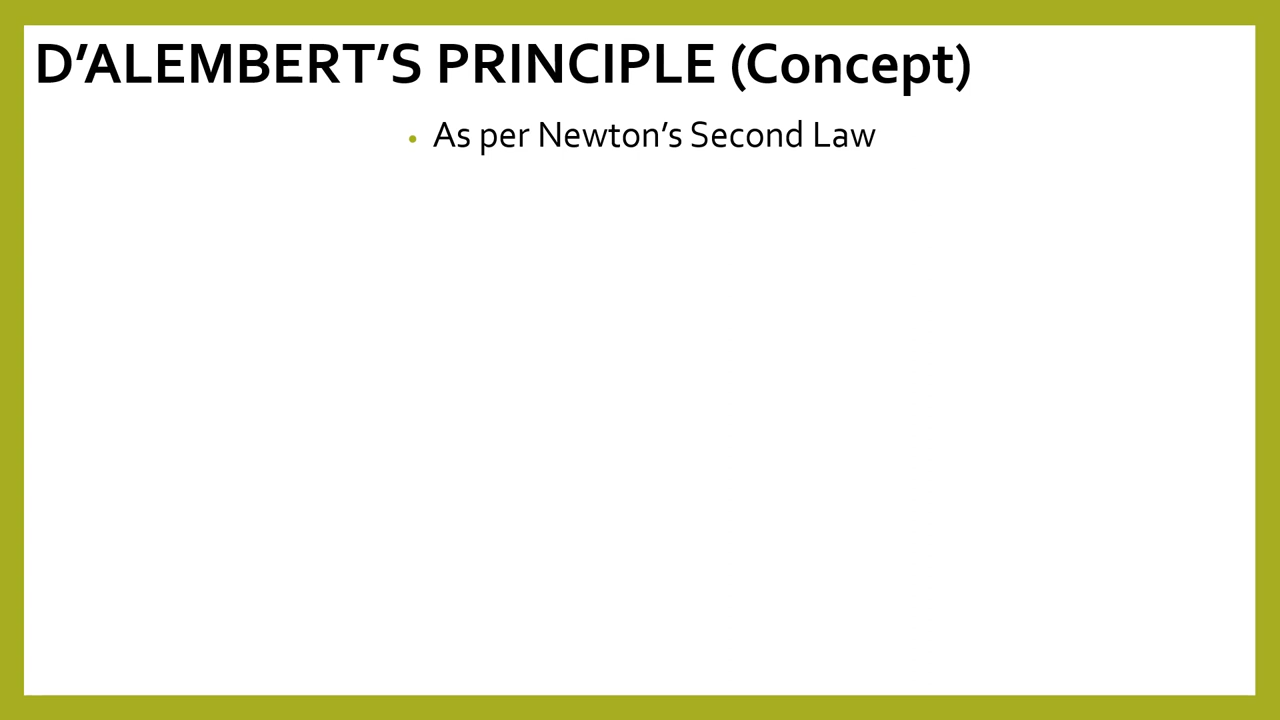 D’ALEMBERT’S PRINCIPLE (Concept)
• As per Newton’s Second Law